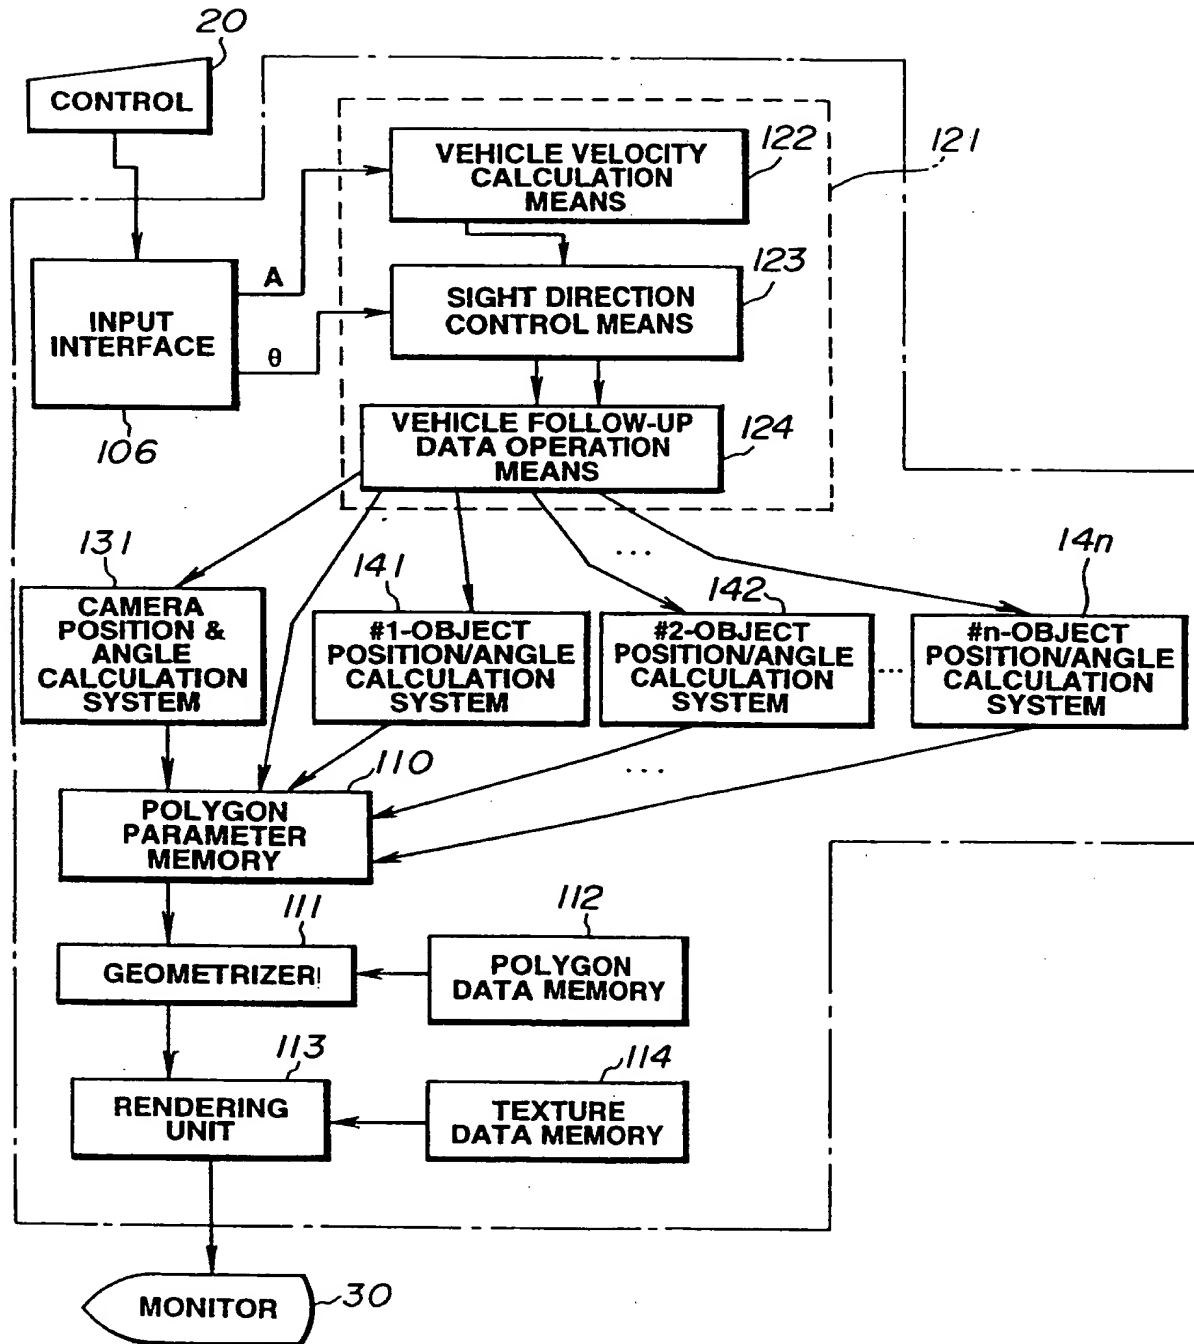 20
CONTROL
122
121
VEHICLE VELOCITY
CALCULATION
MEANS
A
123
SIGHT DIRECTION
CONTROL MEANS
INPUT
INTERFACE
θ
106
VEHICLE FOLLOW-UP
DATA OPERATION
MEANS
124
...
131
141
142
14n
CAMERA
POSITION &
ANGLE
CALCULATION
SYSTEM
#1-OBJECT
POSITION/ANGLE
CALCULATION
SYSTEM
#2-OBJECT
POSITION/ANGLE
CALCULATION
SYSTEM
...
#n-OBJECT
POSITION/ANGLE
CALCULATION
SYSTEM
110
...
POLYGON
PARAMETER
MEMORY
111
112
GEOMETRIZER
POLYGON
DATA MEMORY
113
114
RENDERING
UNIT
TEXTURE
DATA MEMORY
MONITOR
30